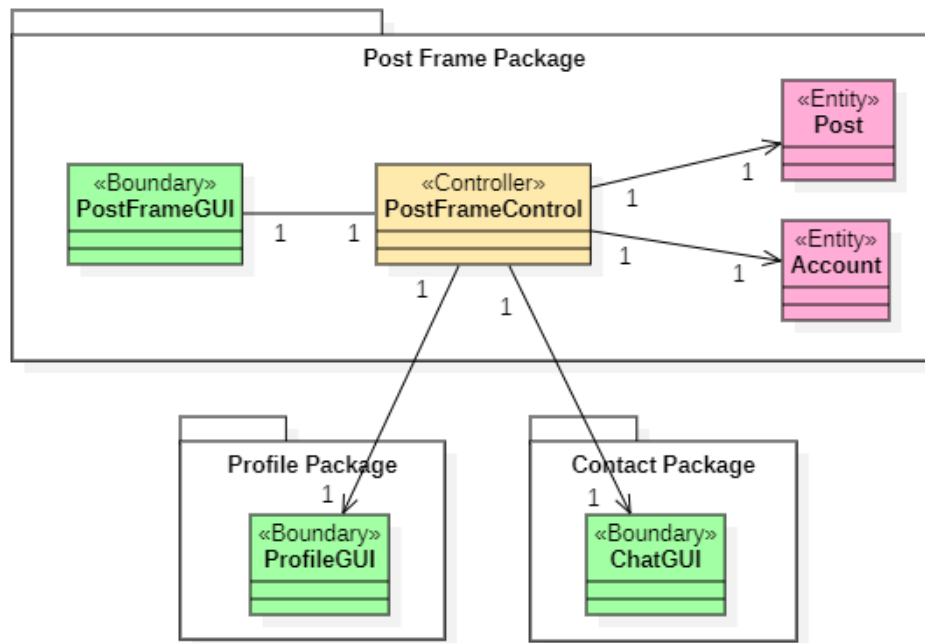 Post Frame Package
«Entity»
Post
«Boundary»
PostFrameGUI
«Controller»
PostFrameControl
1
1
1
1
«Entity»
Account
1
1
1
1
Profile Package
Contact Package
1
1
«Boundary»
ProfileGUI
«Boundary»
ChatGUI